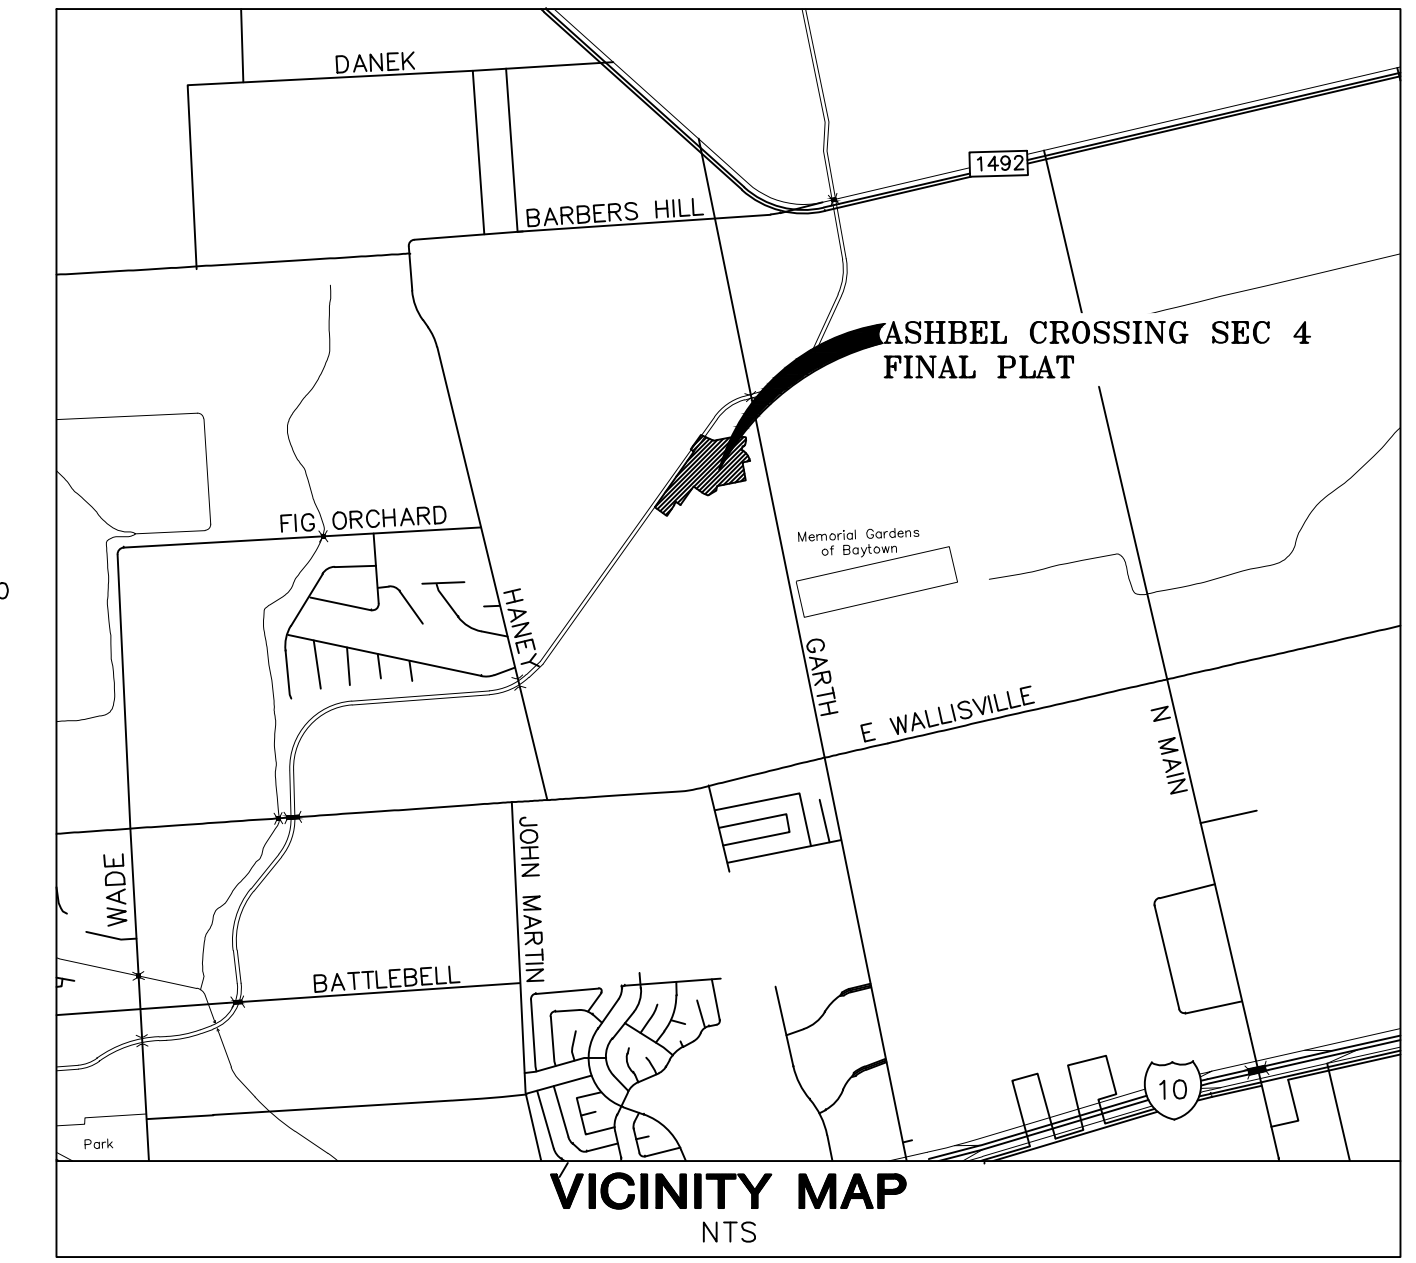 DANEK
1492
BARBERS HILL
ASHBEL CROSSING SEC 4
FINAL PLAT
FIG ORCHARD
Memorial Gardens
of Baytown
HANEY
GARTH
E WALLISVILLE
N MAIN
JOHN MARTIN
WADE
BATTLEBELL
10
Park
VICINITY MAP
NTS